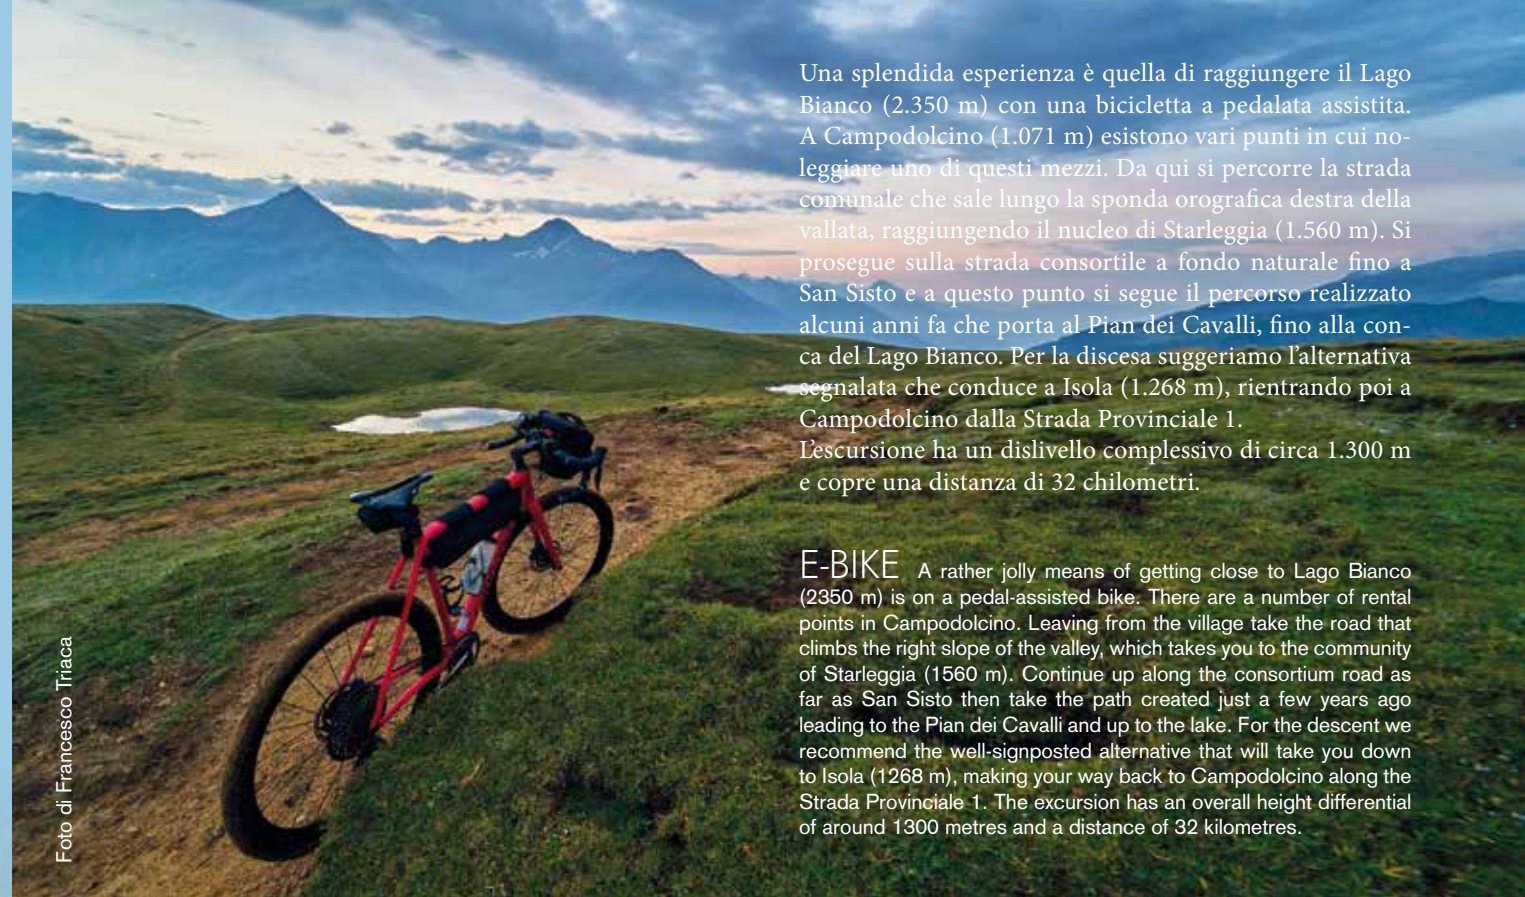 Una splendida esperienza è quella di raggiungere il Lago
Bianco (2.350 m) con una bicicletta a pedalata assistita.
A Campodolcino (1.071 m) esistono vari punti in cui no-
leggiare uno di questi mezzi. Da qui si percorre la strada
comunale che sale lungo la sponda orografica destra della
vallata, raggiungendo il nucleo di Starleggia (1.560 m). Si
prosegue sulla strada consortile a fondo naturale fino a
San Sisto e a questo punto si segue il percorso realizzato
alcuni anni fa che porta al Pian dei Cavalli, fino alla con-
ca del Lago Bianco. Per la discesa suggeriamo l’alternativa
segnalata che conduce a Isola (1.268 m), rientrando poi a
Campodolcino dalla Strada Provinciale 1.
L’escursione ha un dislivello complessivo di circa 1.300 m
e copre una distanza di 32 chilometri.
E-BIKE A rather jolly means of getting close to Lago Bianco
(2350 m) is on a pedal-assisted bike. There are a number of rental
points in Campodolcino. Leaving from the village take the road that
climbs the right slope of the valley, which takes you to the community
of Starleggia (1560 m). Continue up along the consortium road as
far as San Sisto then take the path created just a few years ago
leading to the Pian dei Cavalli and up to the lake. For the descent we
recommend the well-signposted alternative that will take you down
to Isola (1268 m), making your way back to Campodolcino along the
Strada Provinciale 1. The excursion has an overall height differential
of around 1300 metres and a distance of 32 kilometres.
Foto di Francesco Triaca